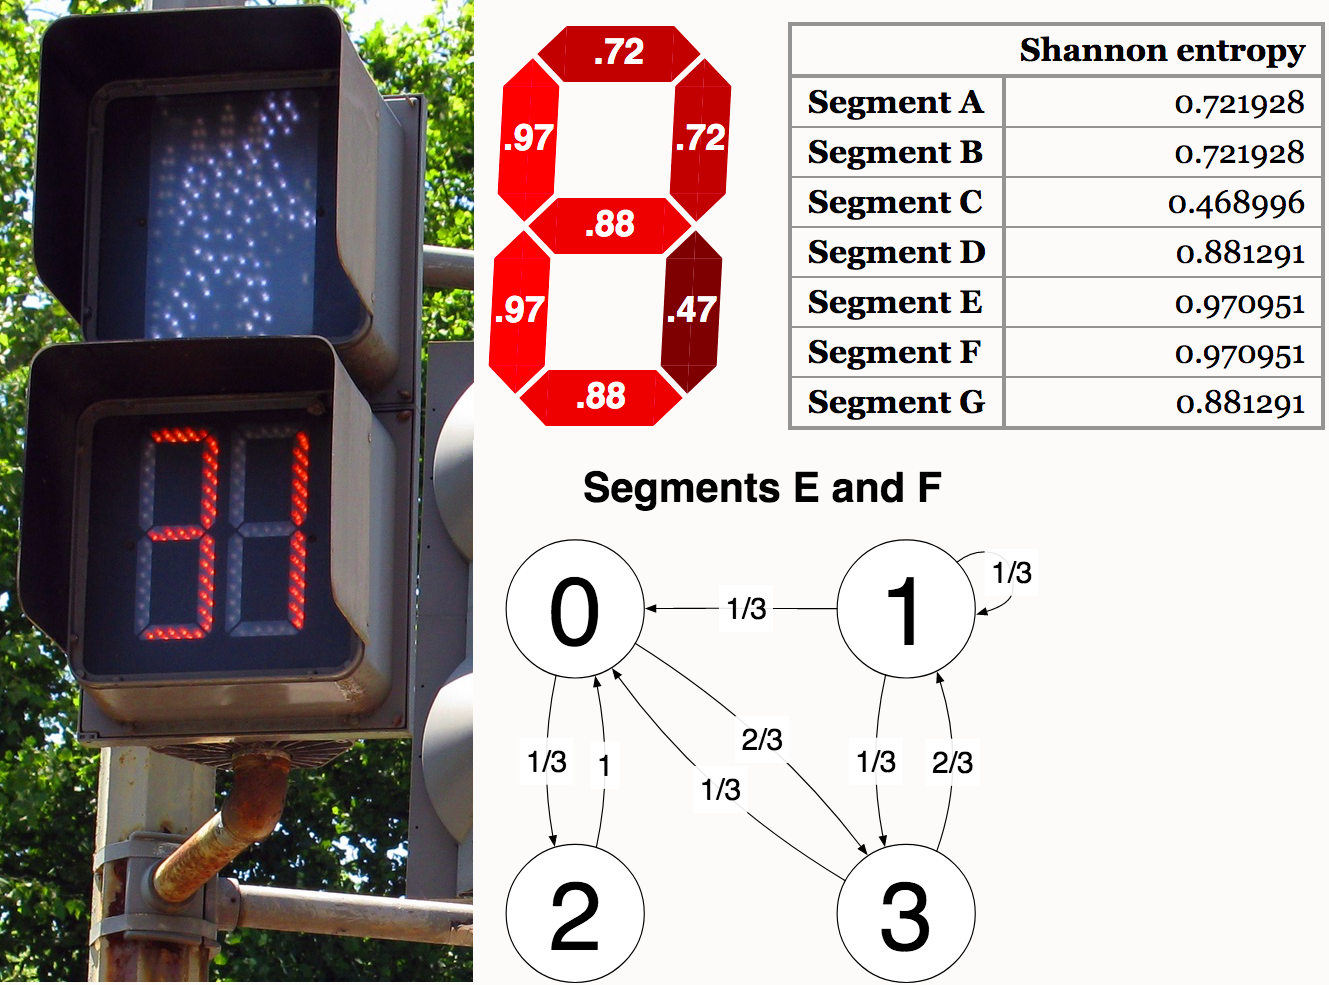 31
.72
.97 .72
.88
.97 .47
.88
Shannon entropy
Segment A 0.721928
Segment B 0.721928
Segment C 0.468996
Segment D 0.881291
Segment E 0.970951
Segment F 0.970951
Segment G 0.881291
Segments E and F
0 1/3 1 1/3
1/3 1 2/3 1/3 1/3 2/3
2 3